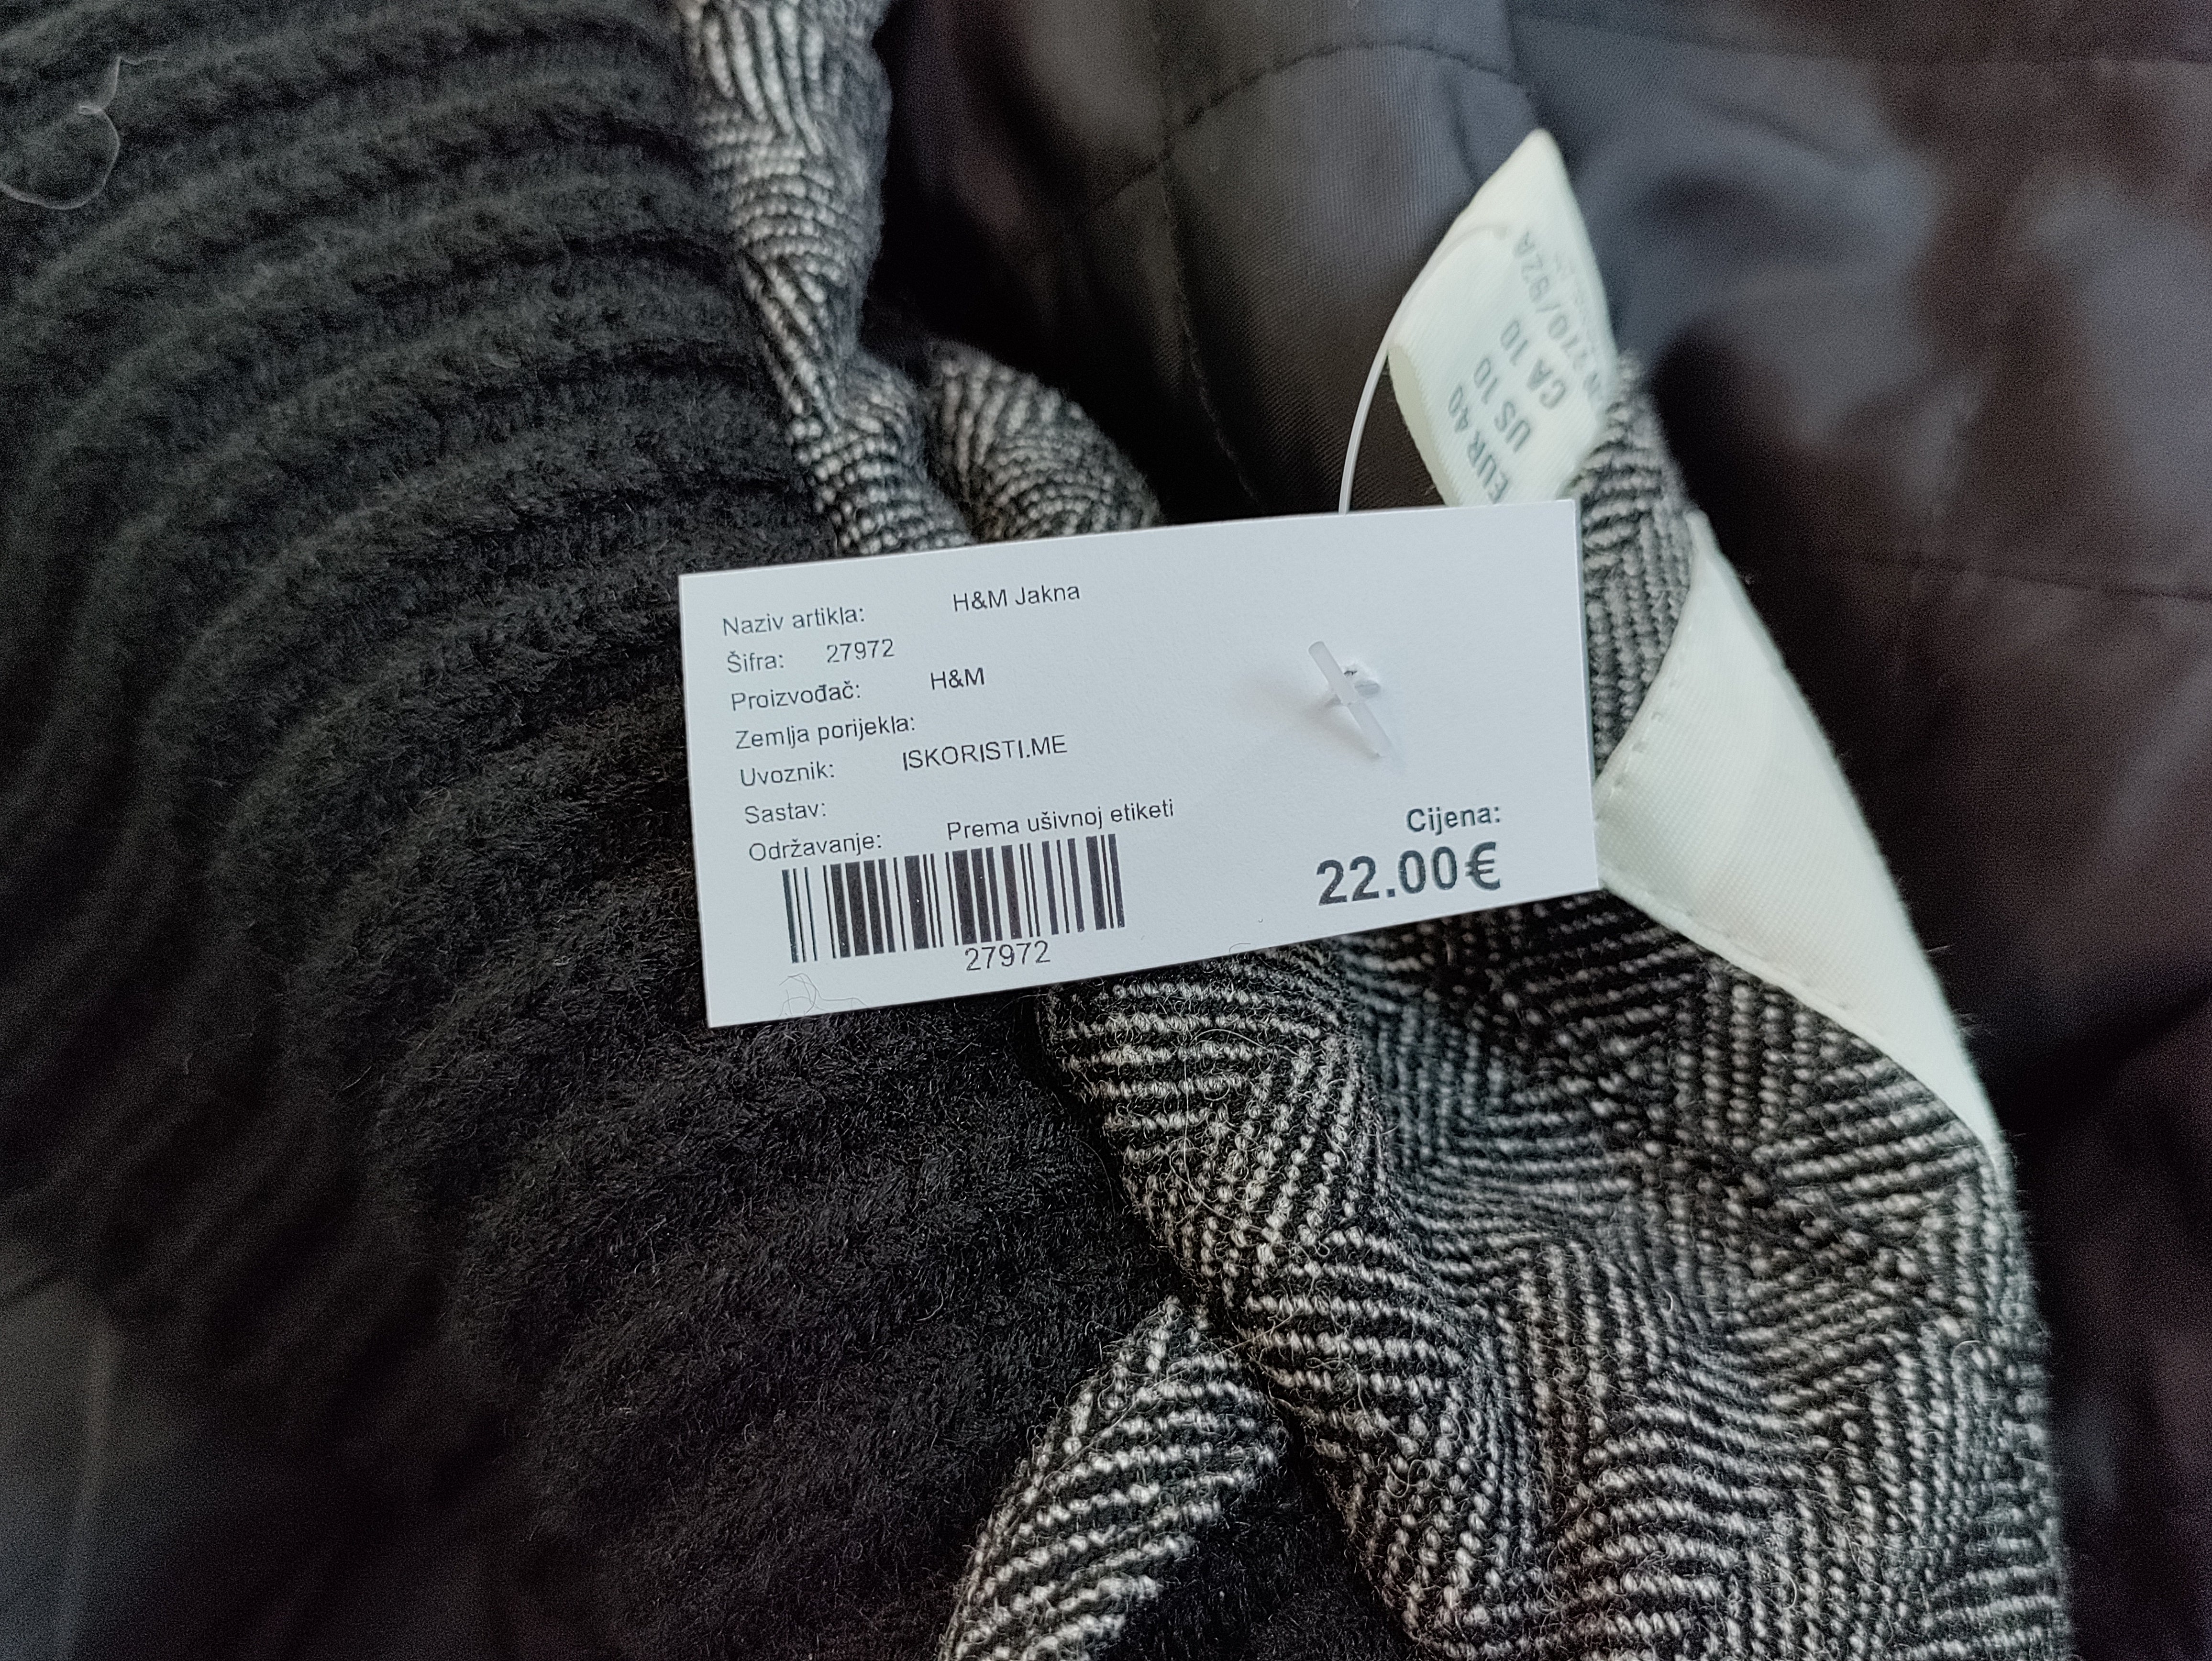 EUR 40
US 10
CA 10
Naziv artikla: H&M Jakna
Šifra: 27972
Proizvođač: H&M
Zemlja porijekla:
Uvoznik: ISKORISTI.ME
Sastav:
Održavanje: Prema ušivnoj etiketi
27972
Cijena:
22.00€